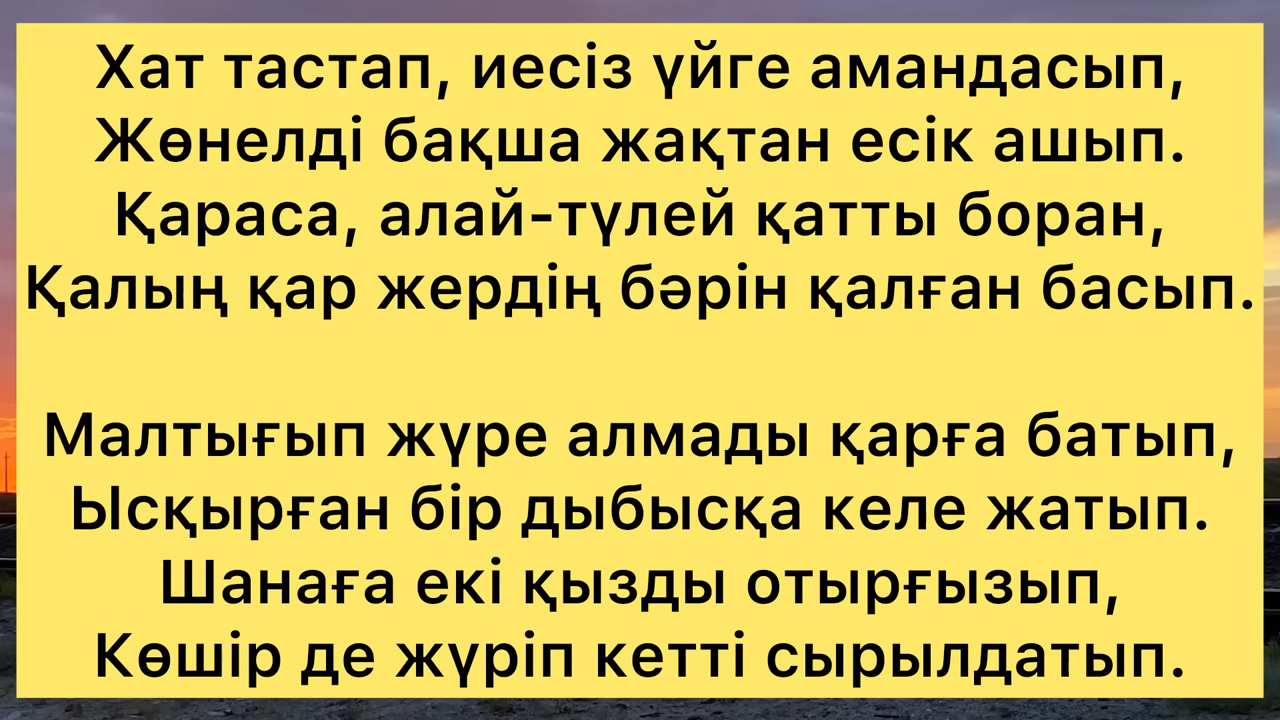 Хат тастап, иесіз үйге амандасып,
Жөнелді бақша жақтан есік ашып.
Қараса, алай-түлей қатты боран,
Қалың қар жердің бәрін қалған басып.
Малтығып жүре алмады қарға батып,
Ысқырған бір дыбысқа келе жатып.
Шанаға екі қызды отырғызып,
Көшір де жүріп кетті сырылдатып.